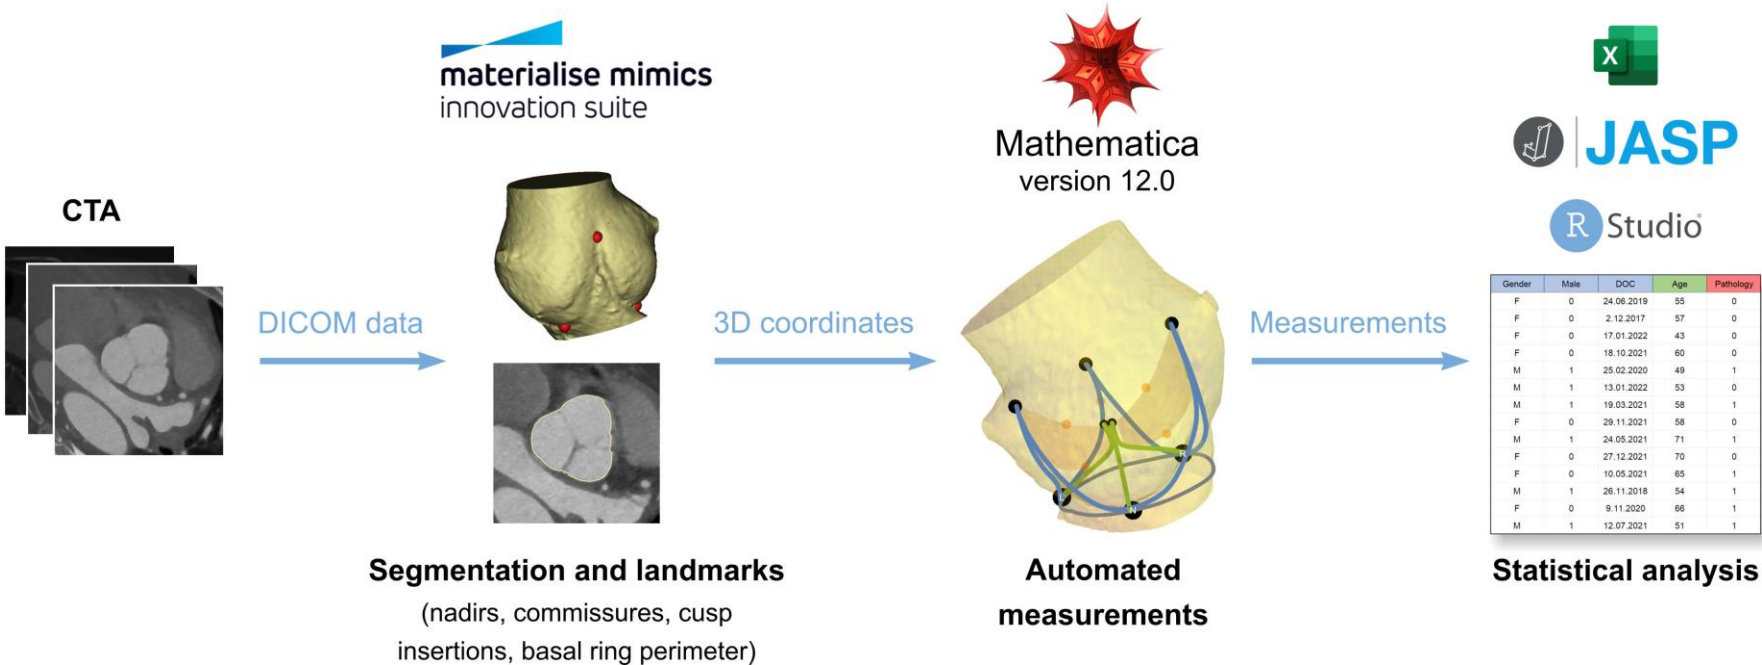 CTA
DICOM data
materialise mimics
innovation suite
Segmentation and landmarks
(nadirs, commissures, cusp
insertions, basal ring perimeter)
3D coordinates
Mathematica
version 12.0
L
N
R
Automated
measurements
Measurements
X
J JASP
R Studio
Gender Male DOC Age Pathology
F 0 24.06.2019 55 0
F 0 2.12.2017 57 0
F 0 17.01.2022 43 0
F 0 18.10.2021 60 0
M 1 25.02.2020 49 1
M 1 13.01.2022 53 0
M 1 19.03.2021 58 1
F 0 29.11.2021 58 0
M 1 24.05.2021 71 1
F 0 27.12.2021 70 0
F 0 10.05.2021 65 1
M 1 26.11.2018 54 1
F 0 9.11.2020 66 1
M 1 12.07.2021 51 1
Statistical analysis